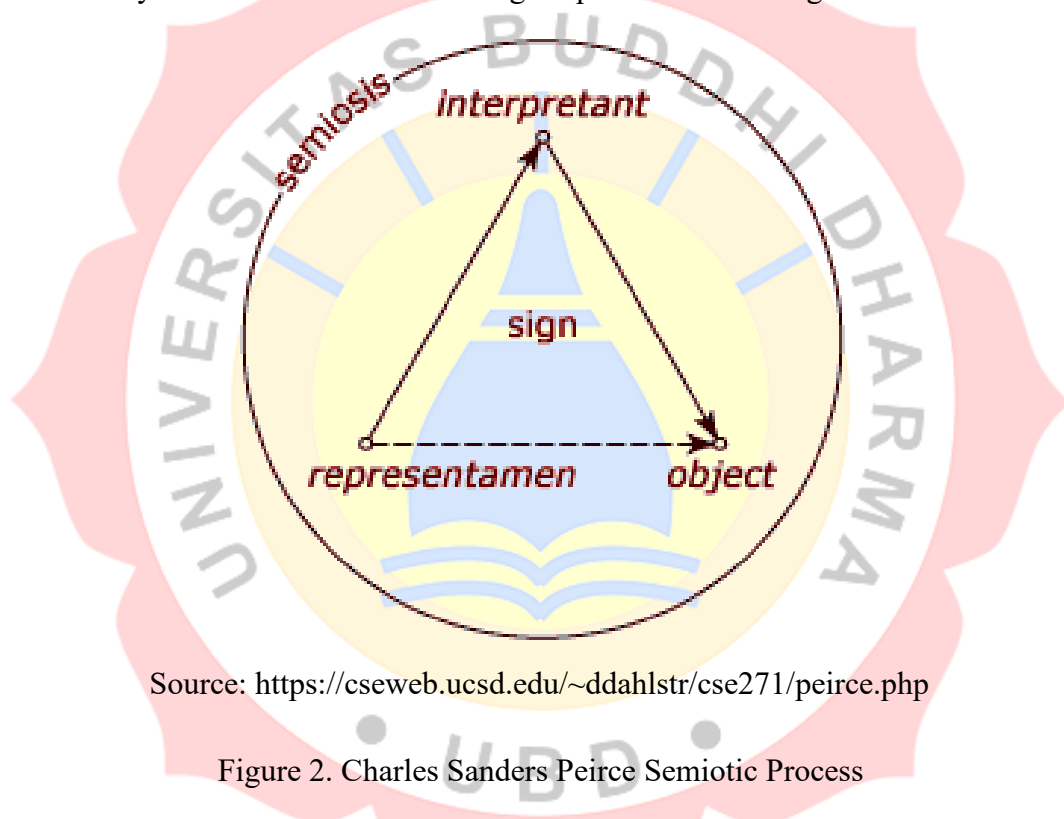 UNIVERSITAS BUDDHI DHARMA
semiosis
interpretant
sign
representamen
object
Source: https://cseweb.ucsd.edu/~ddahlstr/cse271/peirce.php
UBD
Figure 2. Charles Sanders Peirce Semiotic Process